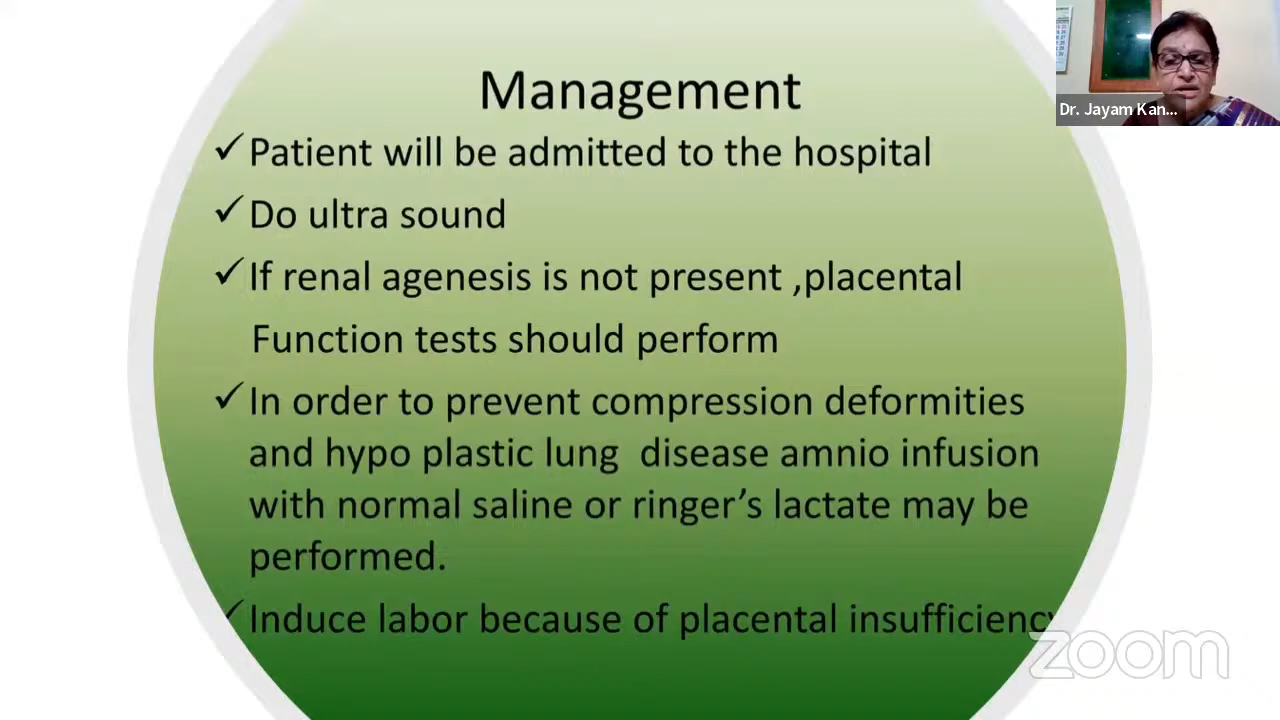 Management
Dr. Jayam Kan...
✓Patient will be admitted to the hospital
✓Do ultra sound
✓If renal agenesis is not present ,placental
Function tests should perform
✓In order to prevent compression deformities
and hypo plastic lung disease amnio infusion
with normal saline or ringer’s lactate may be
performed.
✓Induce labor because of placental insufficiency
zoom